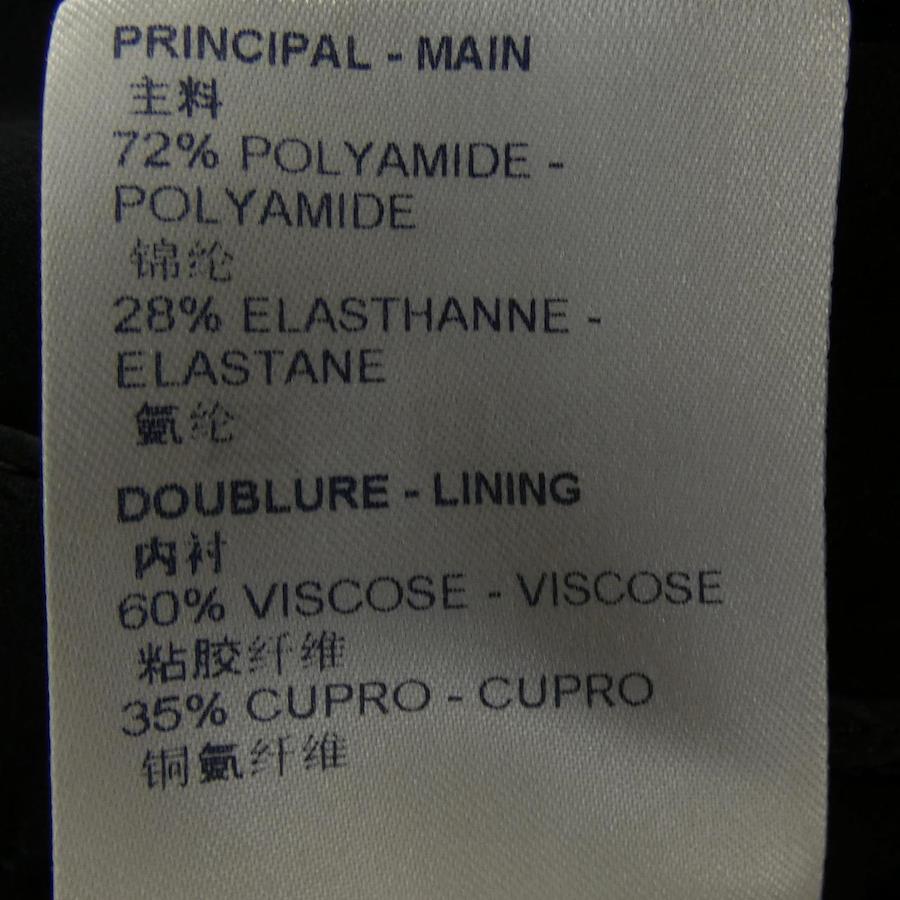 PRINCIPAL - MAIN
主料
72% POLYAMIDE -
POLYAMIDE
锦纶
28% ELASTHANNE -
ELASTANE
氨纶
DOUBLURE - LINING
内衬
60% VISCOSE - VISCOSE
粘胶纤维
35% CUPRO - CUPRO
铜氨纤维